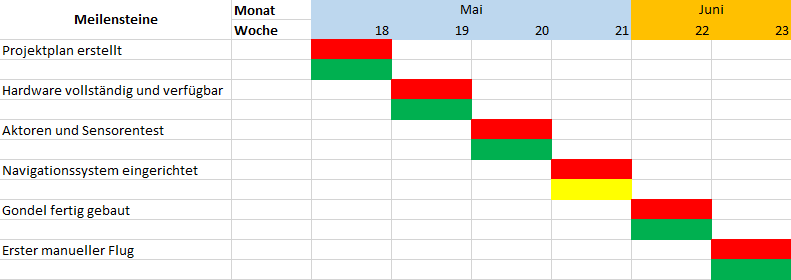 Meilensteine Monat Mai Juni
Woche 18 19 20 21 22 23
Projektplan erstellt
Hardware vollständig und verfügbar
Aktoren und Sensorentest
Navigationssystem eingerichtet
Gondel fertig gebaut
Erster manueller Flug